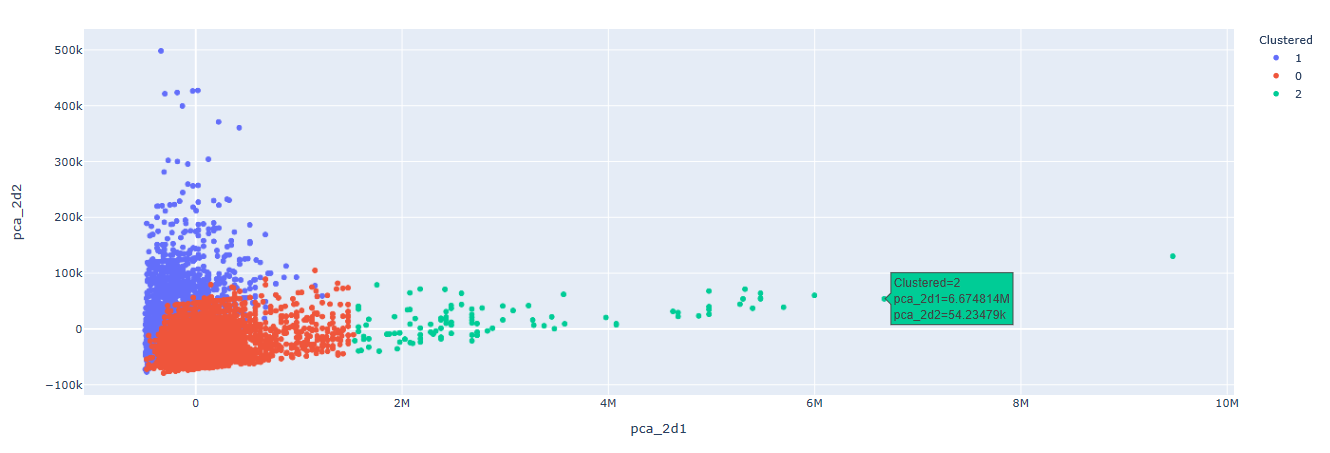 Clustered
1
0
2
500k
400k
300k
200k
100k
0
−100k
pca_2d2
Clustered=2
pca_2d1=6.674814M
pca_2d2=54.23479k
0
2M
4M
6M
8M
10M
pca_2d1